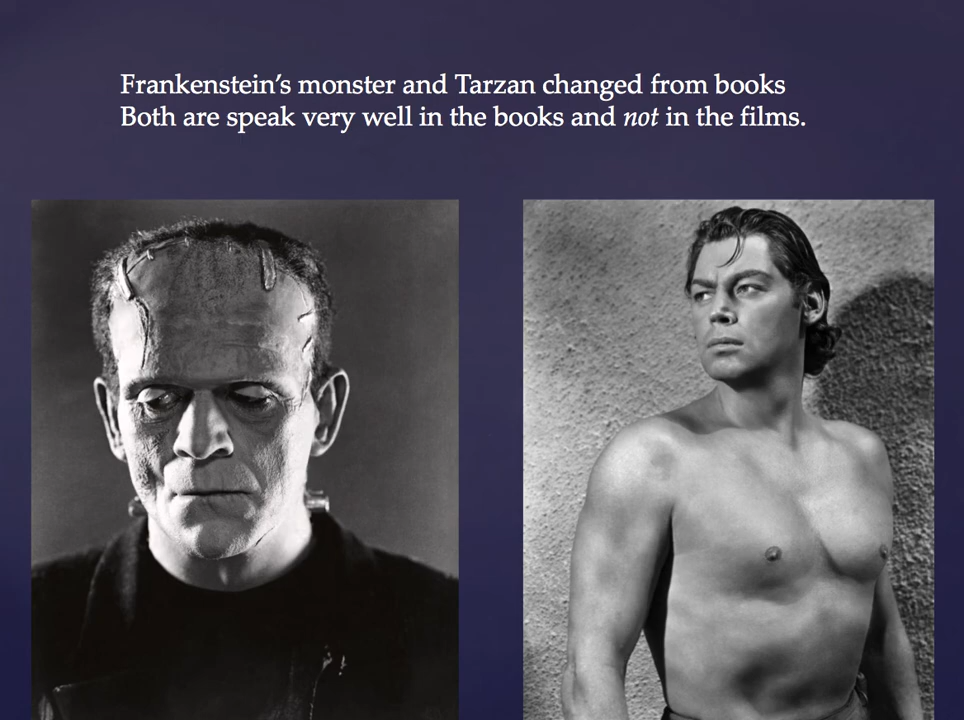 Frankenstein’s monster and Tarzan changed from books
Both are speak very well in the books and not in the films.